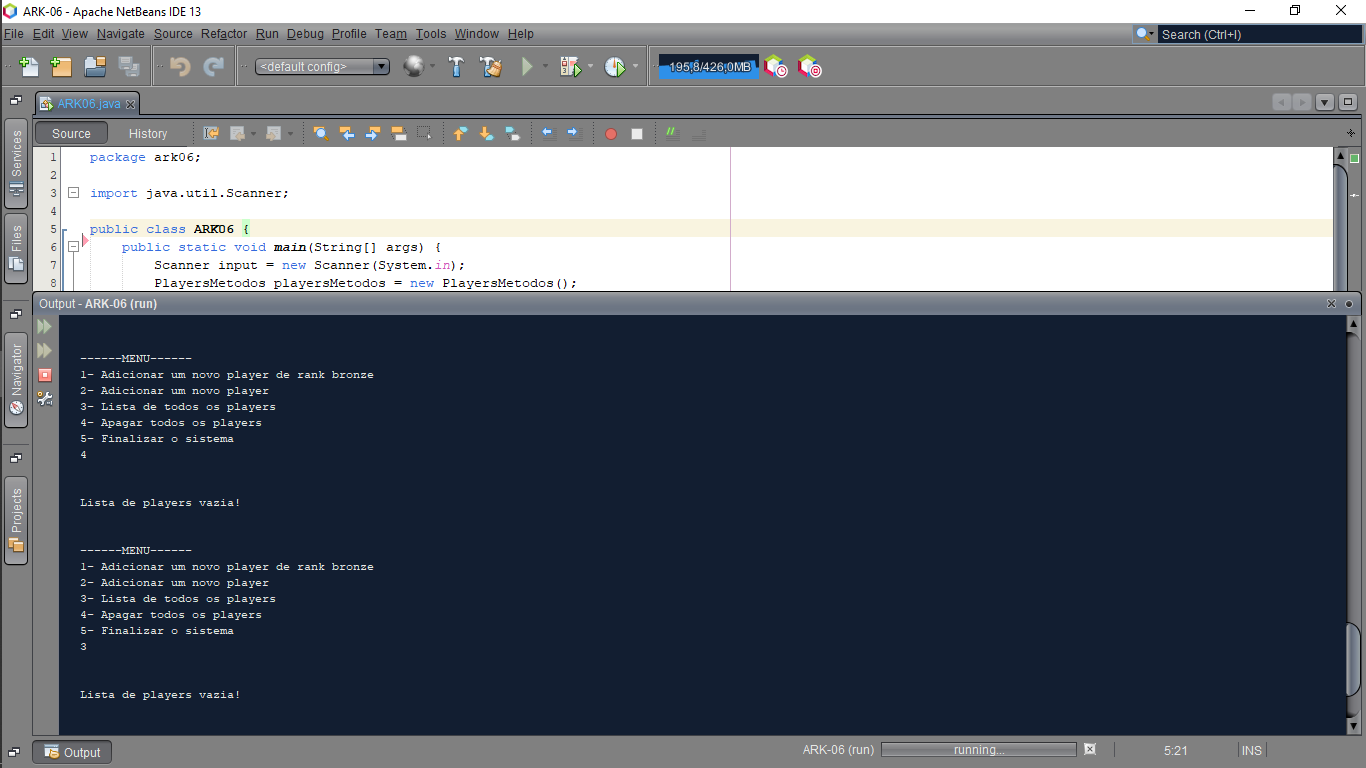 ARK-06 - Apache NetBeans IDE 13
File Edit View Navigate Source Refactor Run Debug Profile Team Tools Window Help
Search (Ctrl+I)
<default config>
195,8/426,0MB
ARK06.java
Source History
Services
Files
Navigator
Projects
1 package ark06;
2
3 import java.util.Scanner;
4
5 public class ARK06 {
6 public static void main(String[] args) {
7 Scanner input = new Scanner(System.in);
8 PlayersMetodos playersMetodos = new PlayersMetodos();
Output - ARK-06 (run)
------MENU------
1- Adicionar um novo player de rank bronze
2- Adicionar um novo player
3- Lista de todos os players
4- Apagar todos os players
5- Finalizar o sistema
4
Lista de players vazia!
------MENU------
1- Adicionar um novo player de rank bronze
2- Adicionar um novo player
3- Lista de todos os players
4- Apagar todos os players
5- Finalizar o sistema
3
Lista de players vazia!
Output
ARK-06 (run) running... 5:21 INS